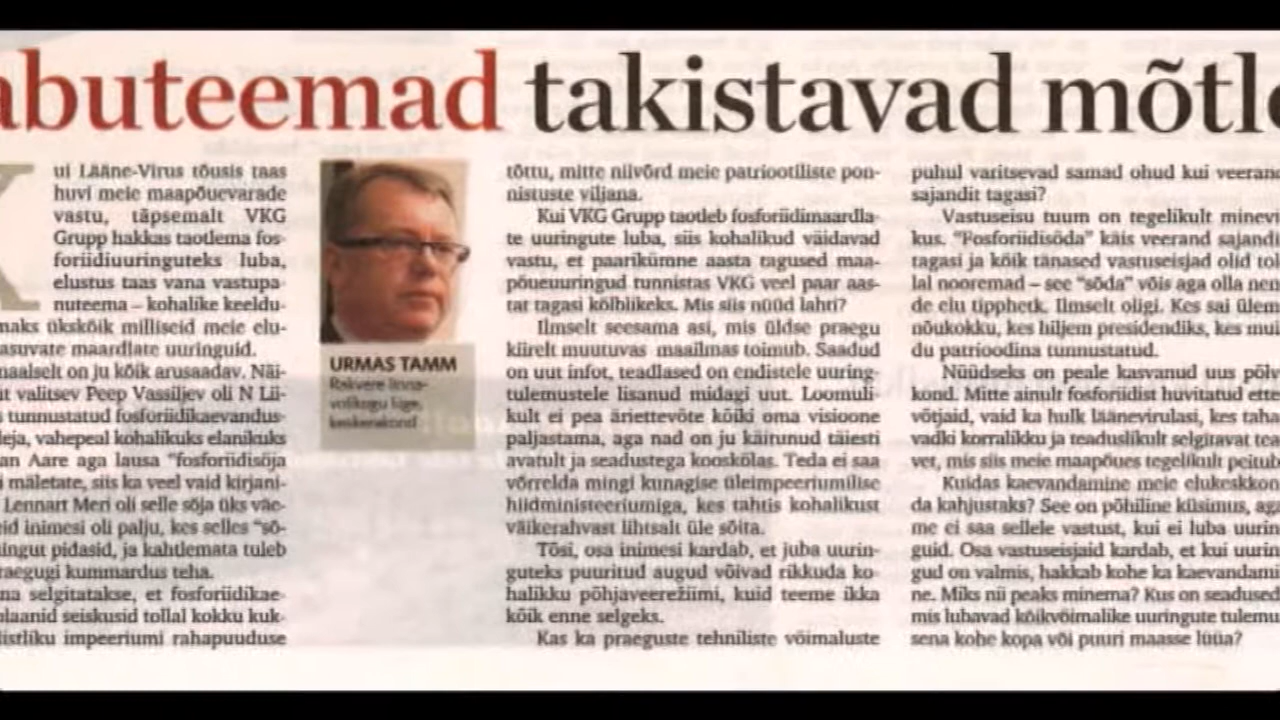 abuteemad takistavad mõtle
K
ui Lääne-Virus tõusis taas
huvi meie maapõuevarade
vastu, täpsemalt VKG
Grupp hakkas taotlema fos-
foriidiuuringuteks luba,
elustus taas vana vastupa-
nuteema – kohalike keeldu-
maks ükskõik milliseid meie elu-
asuvate maardlate uuringuid.
naalselt on ju kõik arusaadav. Näi-
it valitsev Peep Vassiljev oli N Lii-
s tunnustatud fosforiidikaevandus-
leja, vahepeal kohalikuks elanikuks
an Aare aga lausa "fosforiidisõja
i mäletate, siis ka veel vaid kirjani-
Lennart Meri oli selle sõja üks väe-
eid inimesi oli palju, kes selles "sõ-
ingut pidasid, ja kahtlemata tuleb
raegugi kummardus teha.
na selgitatakse, et fosforiidikae-
plaanid seiskusid tollal kokku kuk-
listliku impeeriumi rahapuuduse
URMAS TAMM
Rakvere linna-
volikogu liige,
keskerakond
tõttu, mitte niivõrd meie patriootiliste pon-
nistuste viljana.
Kui VKG Grupp taotleb fosforiidimaardla-
te uuringute luba, siis kohalikud väidavad
vastu, et paarikümne aasta tagused maa-
põueuuringud tunnistas VKG veel paar aas-
tat tagasi kõlblikeks. Mis siis nüüd lahti?
Ilmselt seesama asi, mis üldse praegu
kiirelt muutuvas maailmas toimub. Saadud
on uut infot, teadlased on endistele uuring-
tulemustele lisanud midagi uut. Loomuli-
kult ei pea äriettevõte kõiki oma visioone
paljastama, aga nad on ju käitunud täiesti
avatult ja seadustega kooskõlas. Teda ei saa
võrrelda mingi kunagise üleimpeeriumilise
hiidministeeriumiga, kes tahtis kohalikust
väikerahvast lihtsalt üle sõita.
Tõsi, osa inimesi kardab, et juba uurin-
guteks puuritud augud võivad rikkuda ko-
halikku põhjaveerežiimi, kuid teeme ikka
kõik enne selgeks.
Kas ka praeguste tehniliste võimaluste
puhul varitsevad samad ohud kui veerand
sajandit tagasi?
Vastuseisu tuum on tegelikult minevi
kus. "Fosforiidisõda" käis veerand sajandi
tagasi ja kõik tänased vastuseisjad olid tol
lal nooremad – see "sõda" võis aga olla nen
de elu tipphetk. Ilmselt oligi. Kes sai ülem
nõukokku, kes hiljem presidendiks, kes muu
du patrioodina tunnustatud.
Nüüdseks on peale kasvanud uus põlv
kond. Mitte ainult fosforiidist huvitatud ette
võtjaid, vaid ka hulk läänevirulasi, kes taha
vadki korralikku ja teaduslikult selgitavat tea
vet, mis siis meie maapõues tegelikult peitub
Kuidas kaevandamine meie elukeskkon
da kahjustaks? See on põhiline küsimus, aga
me ei saa sellele vastust, kui ei luba uurin
guid. Osa vastuseisjaid kardab, et kui uurin
gud on valmis, hakkab kohe ka kaevandami
ne. Miks nii peaks minema? Kus on seadused
mis lubavad kõikvõimalike uuringute tulemu
sena kohe kopa või puuri maasse lüüa?